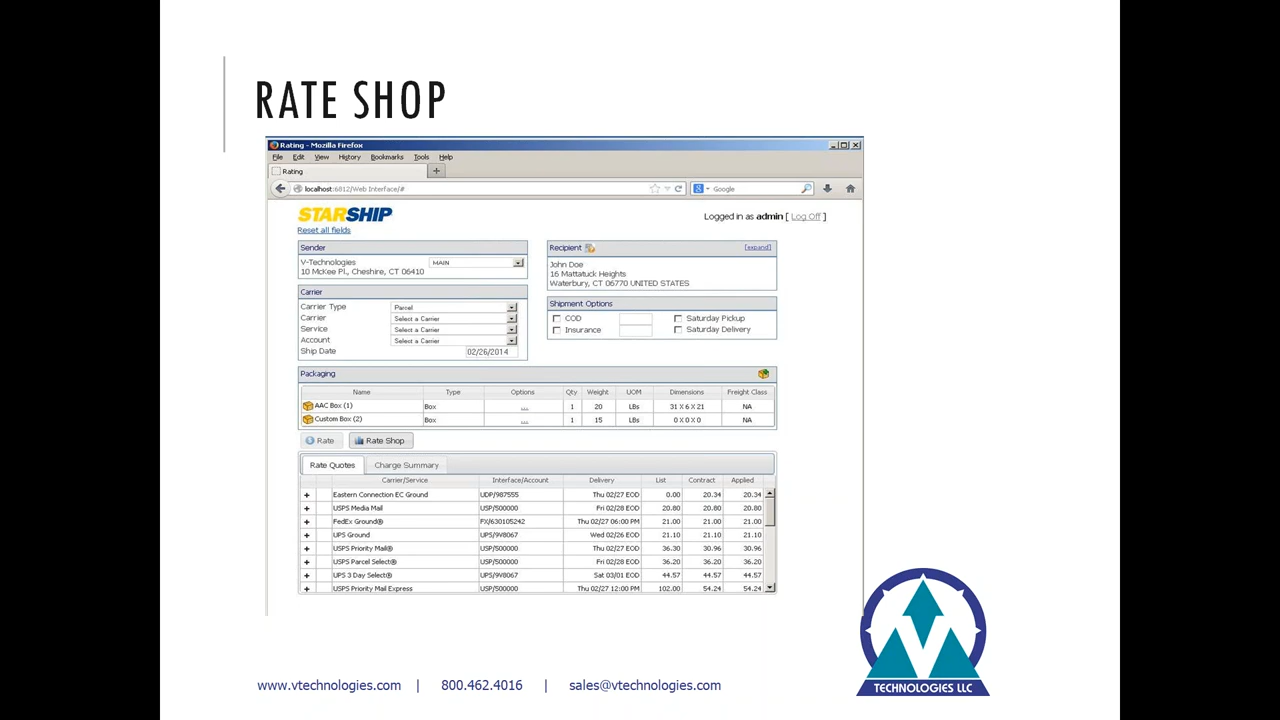 RATE SHOP
Rating - Mozilla Firefox
File Edit View History Bookmarks Tools Help
Rating +
localhost:6012/Web Interface/# Google
STARSHIP Logged in as admin [ Log Off ]
Reset all fields
Sender
V-Technologies MAIN
10 McKee Pl., Cheshire, CT 06410
Recipient [expand]
John Doe
16 Mattatuck Heights
Waterbury, CT 06770 UNITED STATES
Carrier
Carrier Type Parcel
Carrier Select a Carrier
Service Select a Carrier
Account Select a Carrier
Ship Date 02/26/2014
Shipment Options
COD Saturday Pickup
Insurance Saturday Delivery
Packaging
Name Type Options Qty Weight UOM Dimensions Freight Class
AAC Box (1) Box ... 1 20 LBs 31 X 6 X 21 NA
Custom Box (2) Box ... 1 15 LBs 0 X 0 X 0 NA
Rate Rate Shop
Rate Quotes Charge Summary
Carrier/Service Interface/Account Delivery List Contract Applied
+ Eastern Connection EC Ground UDP/987555 Thu 02/27 EOD 0.00 20.34 20.34
+ USPS Media Mail USP/500000 Fri 02/28 EOD 20.80 20.80 20.80
+ FedEx Ground® FX/630105242 Thu 02/27 06:00 PM 21.00 21.00 21.00
+ UPS Ground UPS/9V8067 Wed 02/26 EOD 21.10 21.10 21.10
+ USPS Priority Mail® USP/500000 Thu 02/27 EOD 36.30 30.96 30.96
+ USPS Parcel Select® USP/500000 Fri 02/28 EOD 36.20 36.20 36.20
+ UPS 3 Day Select® UPS/9V8067 Sat 03/01 EOD 44.57 44.57 44.57
+ USPS Priority Mail Express USP/500000 Thu 02/27 12:00 PM 102.00 54.24 54.24
V
TECHNOLOGIES LLC
www.vtechnologies.com | 800.462.4016 | sales@vtechnologies.com